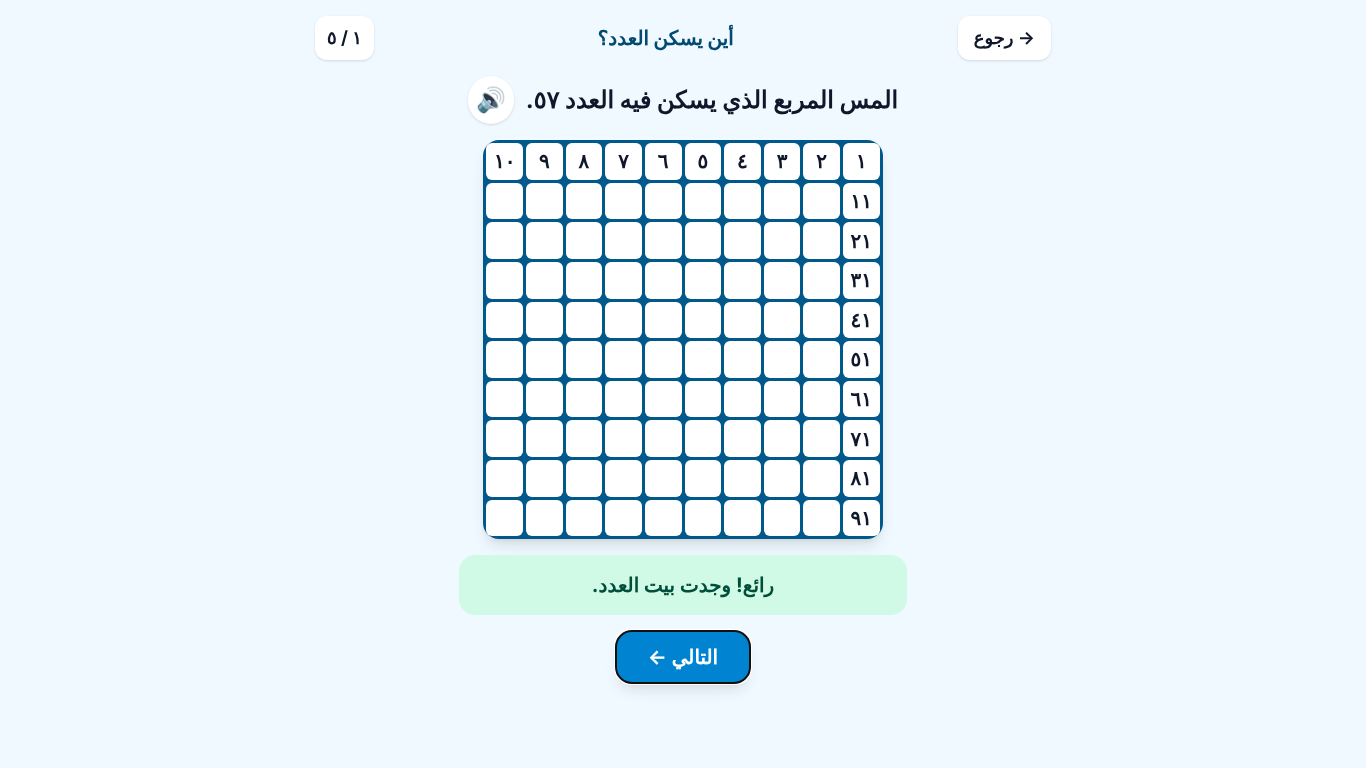 → رجوع
أين يسكن العدد؟
١ / ٥
المس المربع الذي يسكن فيه العدد ٥٧. 🔊
١ ٢ ٣ ٤ ٥ ٦ ٧ ٨ ٩ ١٠
١١
٢١
٣١
٤١
٥١
٦١
٧١
٨١
٩١
رائع! وجدت بيت العدد.
التالي ←